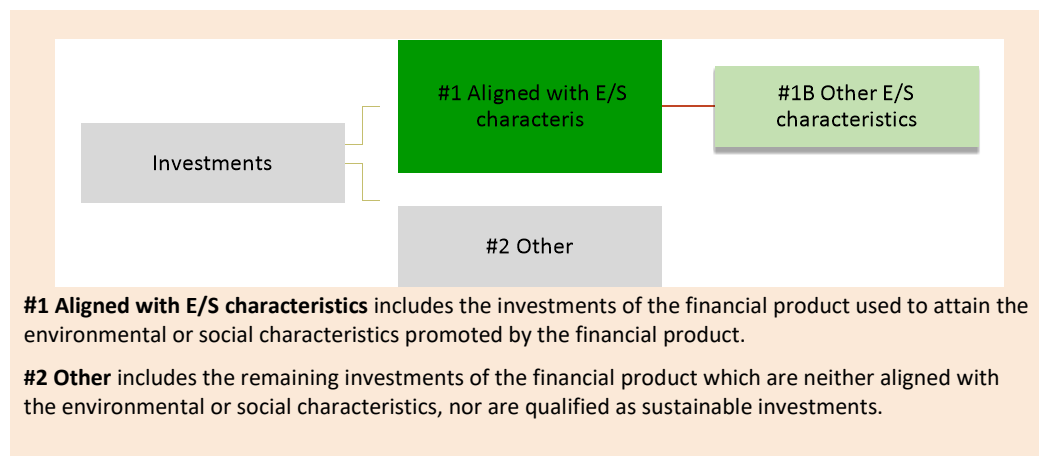 #1 Aligned with E/S
characteris
#1B Other E/S
characteristics
Investments
#2 Other
#1 Aligned with E/S characteristics includes the investments of the financial product used to attain the
environmental or social characteristics promoted by the financial product.
#2 Other includes the remaining investments of the financial product which are neither aligned with
the environmental or social characteristics, nor are qualified as sustainable investments.